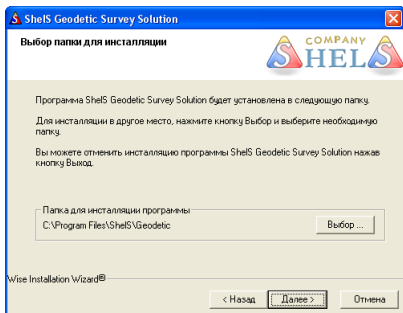 ShelS Geodetic Survey Solution
Выбор папки для инсталляции
COMPANY
SHELS
Программа ShelS Geodetic Survey Solution будет установлена в следующую папку.
Для инсталляции в другое место, нажмите кнопку Выбор и выберите необходимую
папку.
Вы можете отменить инсталляцию программы ShelS Geodetic Survey Solution нажав
кнопку Выход.
Папка для инсталляции программы
C:\Program Files\ShelS\Geodetic
Выбор ...
Wise Installation Wizard®
< Назад
Далее >
Отмена